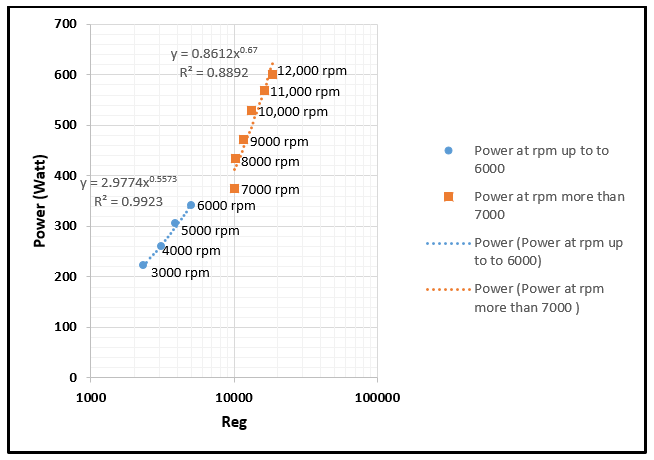 700
600
500
400
300
200
100
0
1000
10000
100000
Power (Watt)
Reg
y = 0.8612x^0.67
R² = 0.8892
12,000 rpm
11,000 rpm
10,000 rpm
9000 rpm
8000 rpm
7000 rpm
y = 2.9774x^0.5573
R² = 0.9923
6000 rpm
5000 rpm
4000 rpm
3000 rpm
Power at rpm up to to
6000
Power at rpm more than
7000
Power (Power at rpm up
to to 6000)
Power (Power at rpm
more than 7000 )